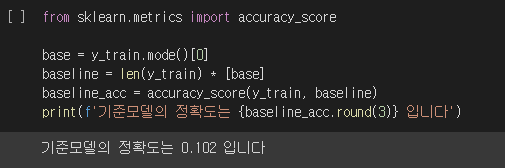 [ ] from sklearn.metrics import accuracy_score
base = y_train.mode()[0]
baseline = len(y_train) * [base]
baseline_acc = accuracy_score(y_train, baseline)
print(f'기준모델의 정확도는 {baseline_acc.round(3)} 입니다')
기준모델의 정확도는 0.102 입니다